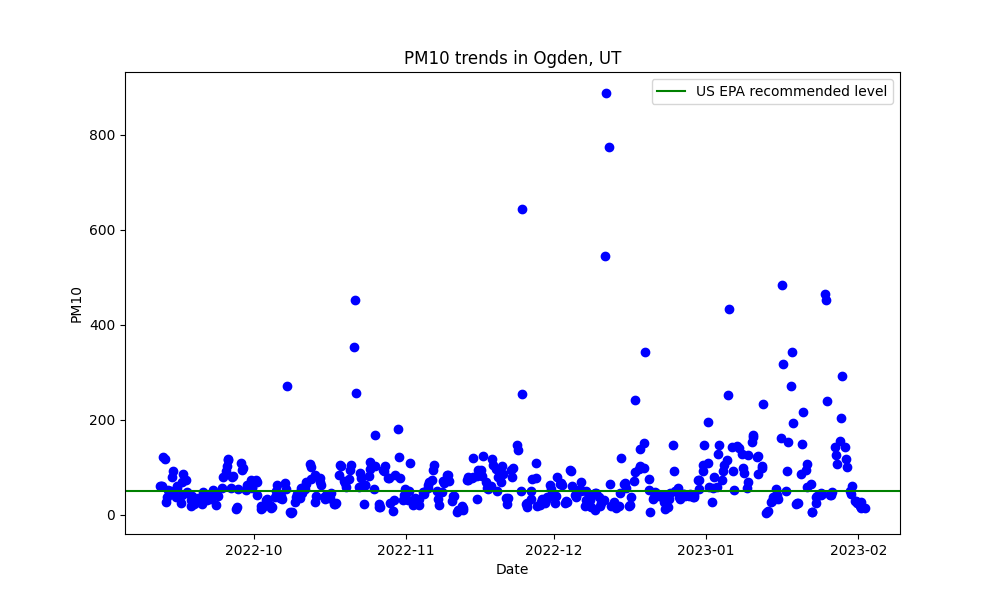 PM10 trends in Ogden, UT
US EPA recommended level
PM10
800
600
400
200
0
2022-10
2022-11
2022-12
2023-01
2023-02
Date